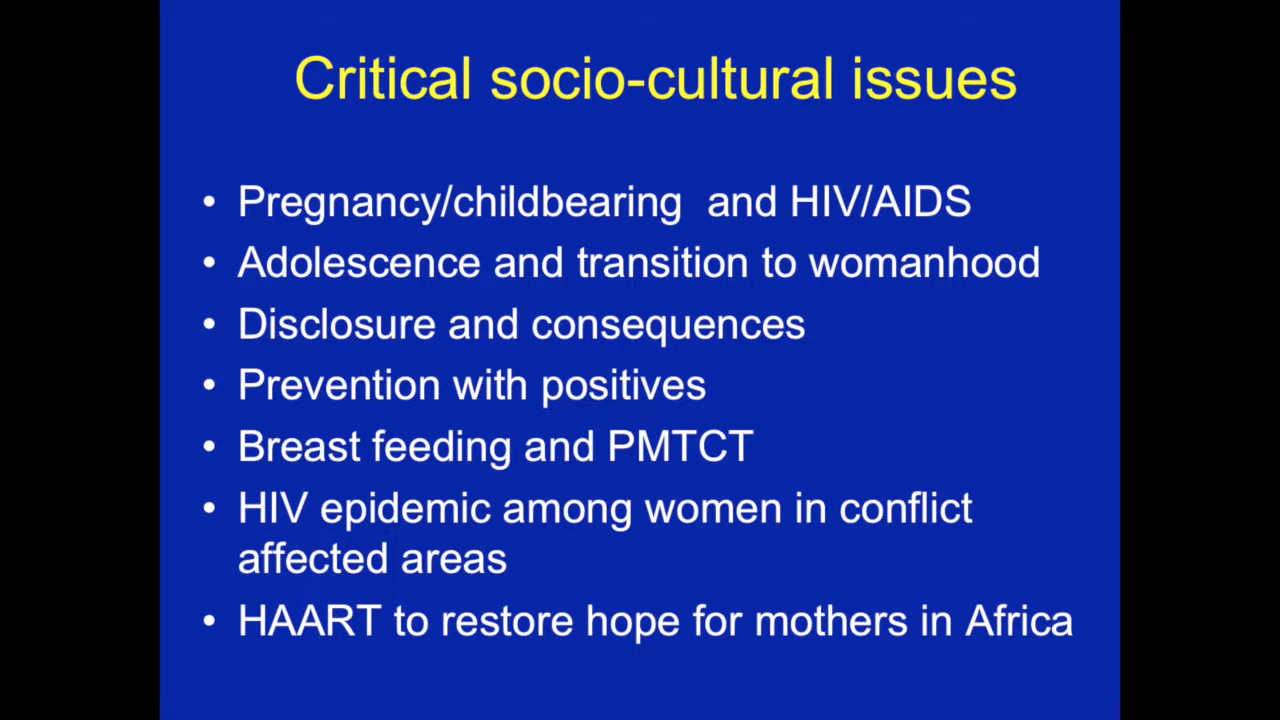 Critical socio-cultural issues
• Pregnancy/childbearing  and HIV/AIDS
• Adolescence and transition to womanhood
• Disclosure and consequences
• Prevention with positives
• Breast feeding and PMTCT
• HIV epidemic among women in conflict
affected areas
• HAART to restore hope for mothers in Africa